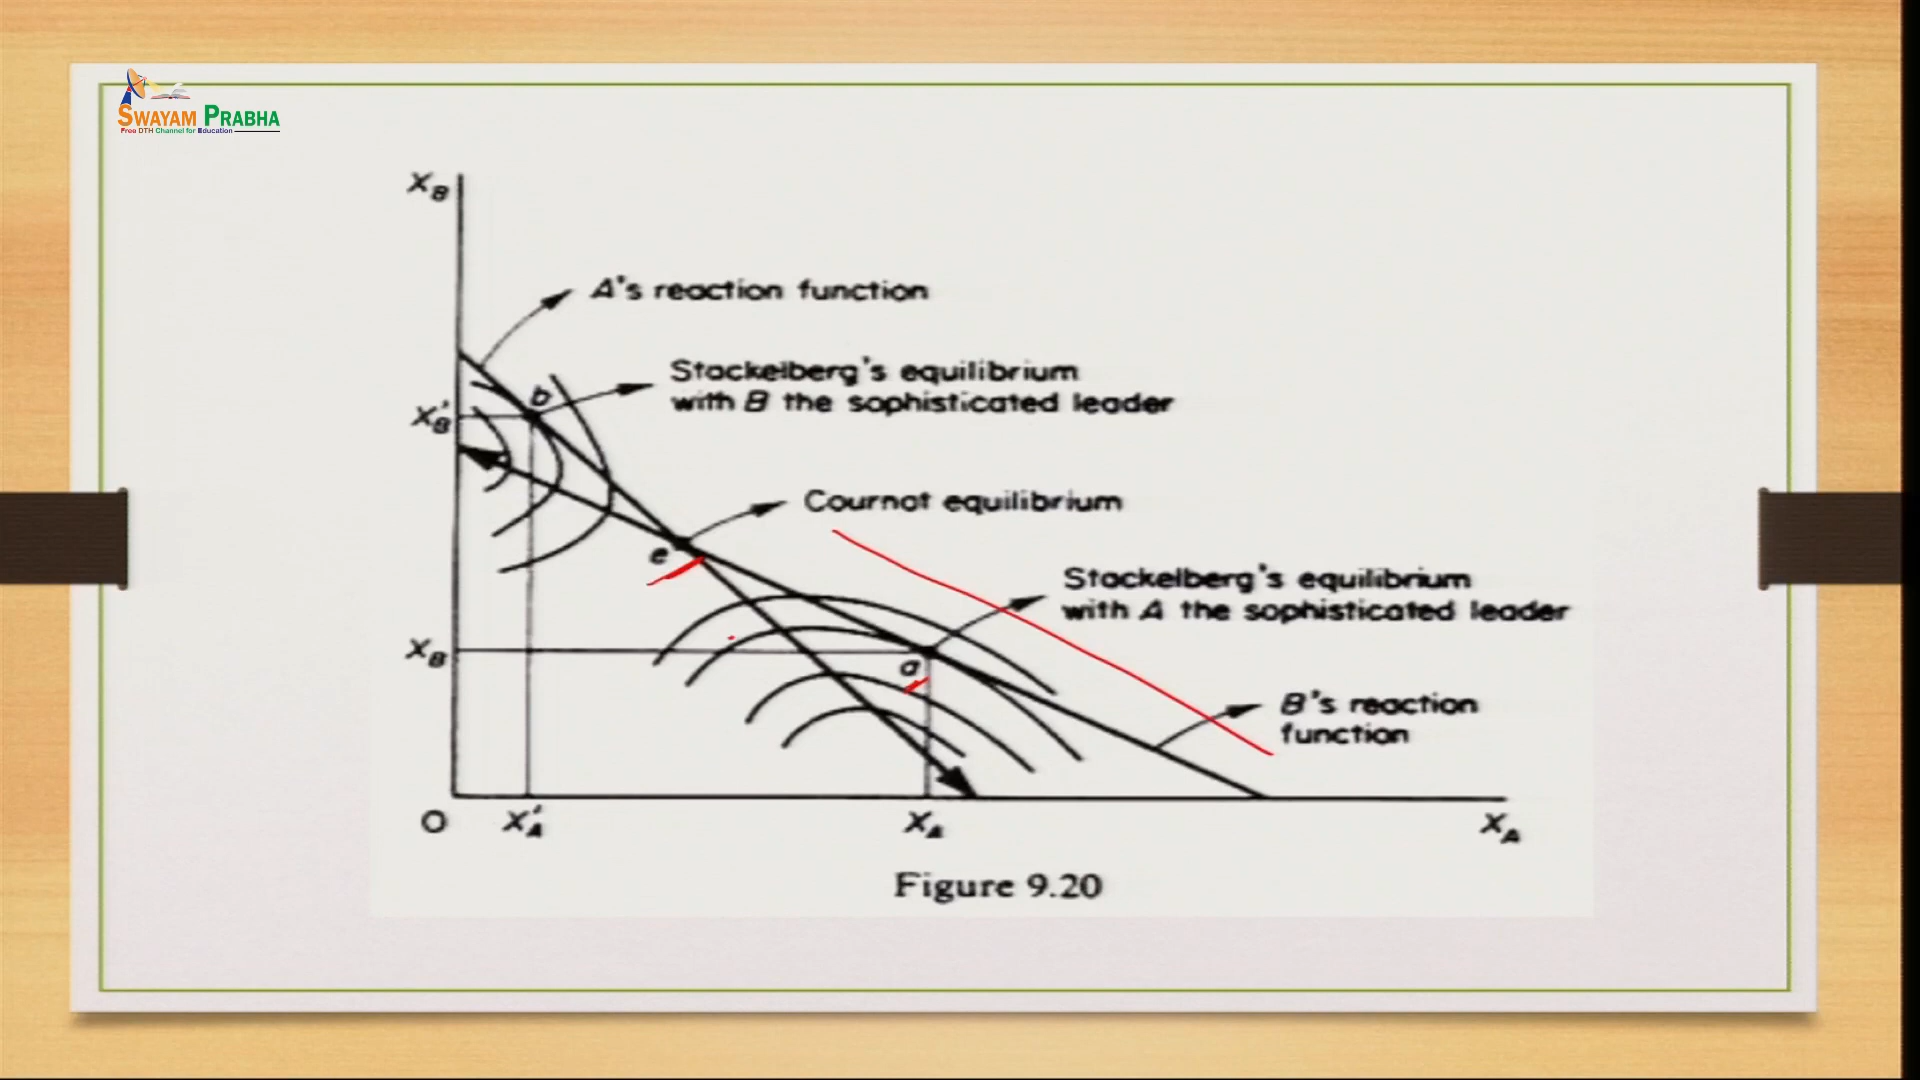 SWAYAM PRABHA
Free DTH Channel for Education
X_B
A's reaction function
Stackelberg's equilibrium
with B the sophisticated leader
b
X'_B
Cournot equilibrium
e
Stackelberg's equilibrium
with A the sophisticated leader
X_B
a
B's reaction
function
O
X'_A
X_A
X_A
Figure 9.20